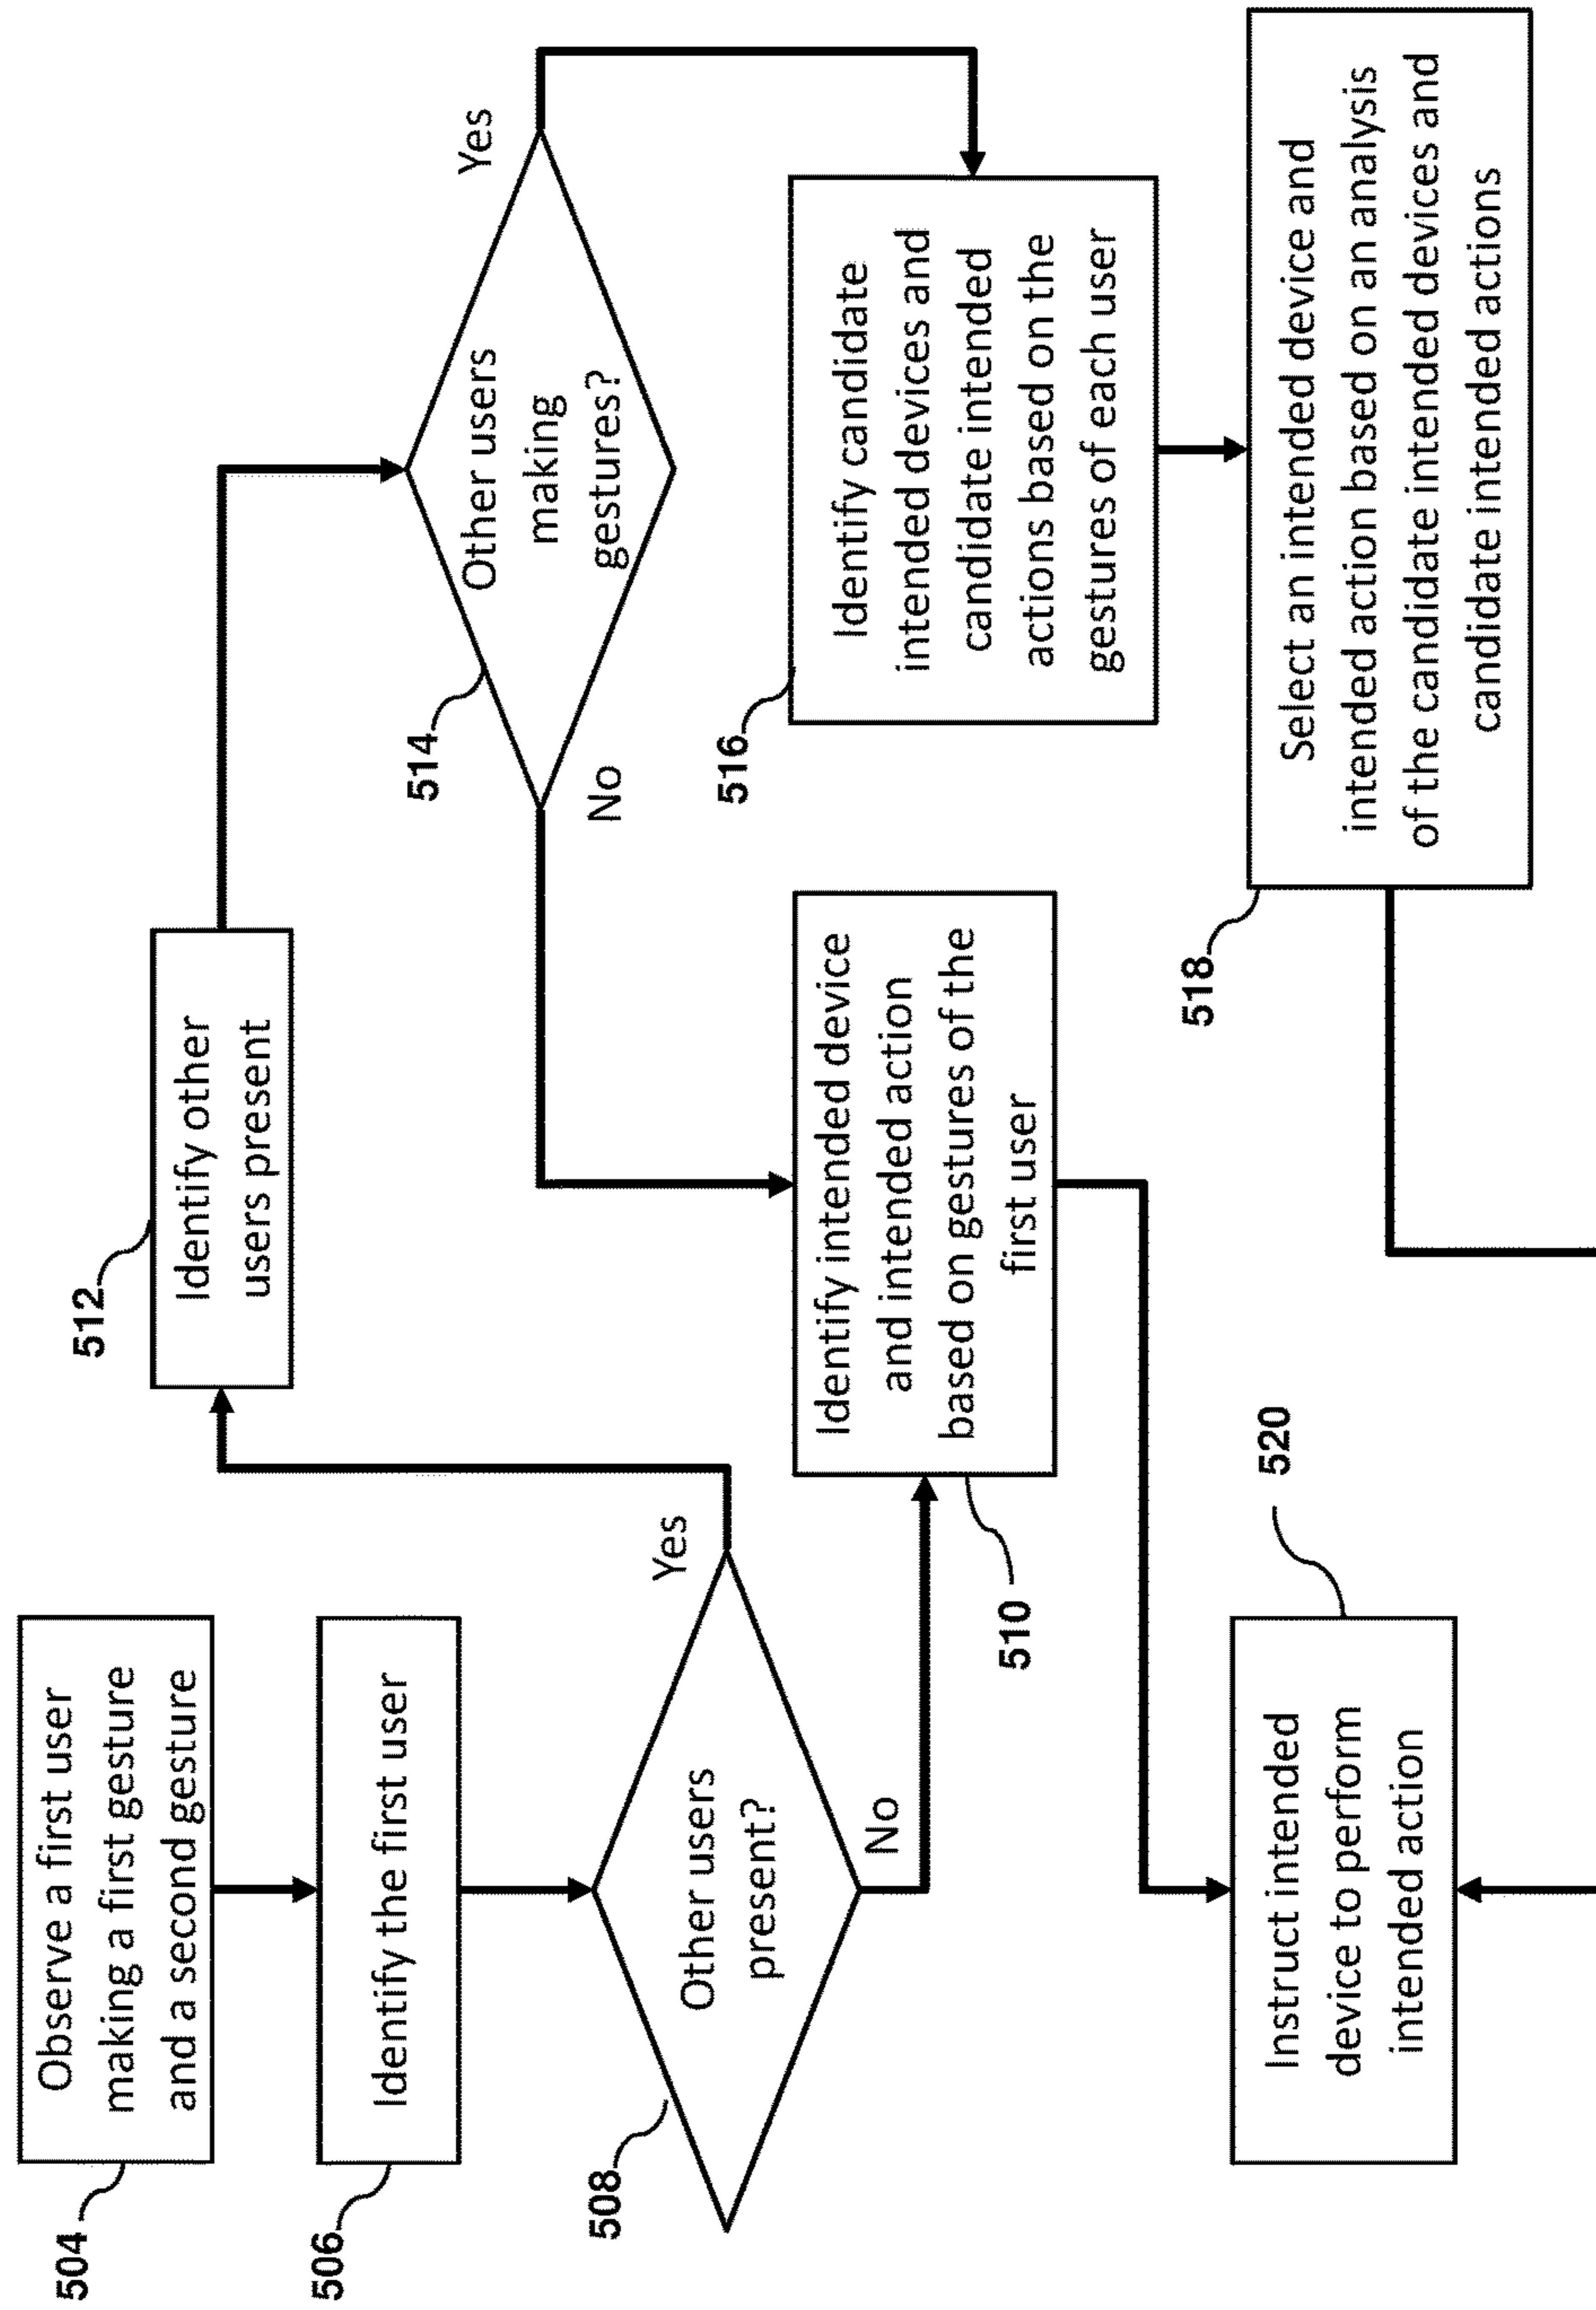 504
Observe a first user
making a first gesture
and a second gesture
506
Identify the first user
508
Other users
present?
Yes
No
512
Identify other
users present
510
Identify intended device
and intended action
based on gestures of the
first user
514
Other users
making
gestures?
Yes
No
516
Identify candidate
intended devices and
candidate intended
actions based on the
gestures of each user
518
Select an intended device and
intended action based on an analysis
of the candidate intended devices and
candidate intended actions
520
Instruct intended
device to perform
intended action